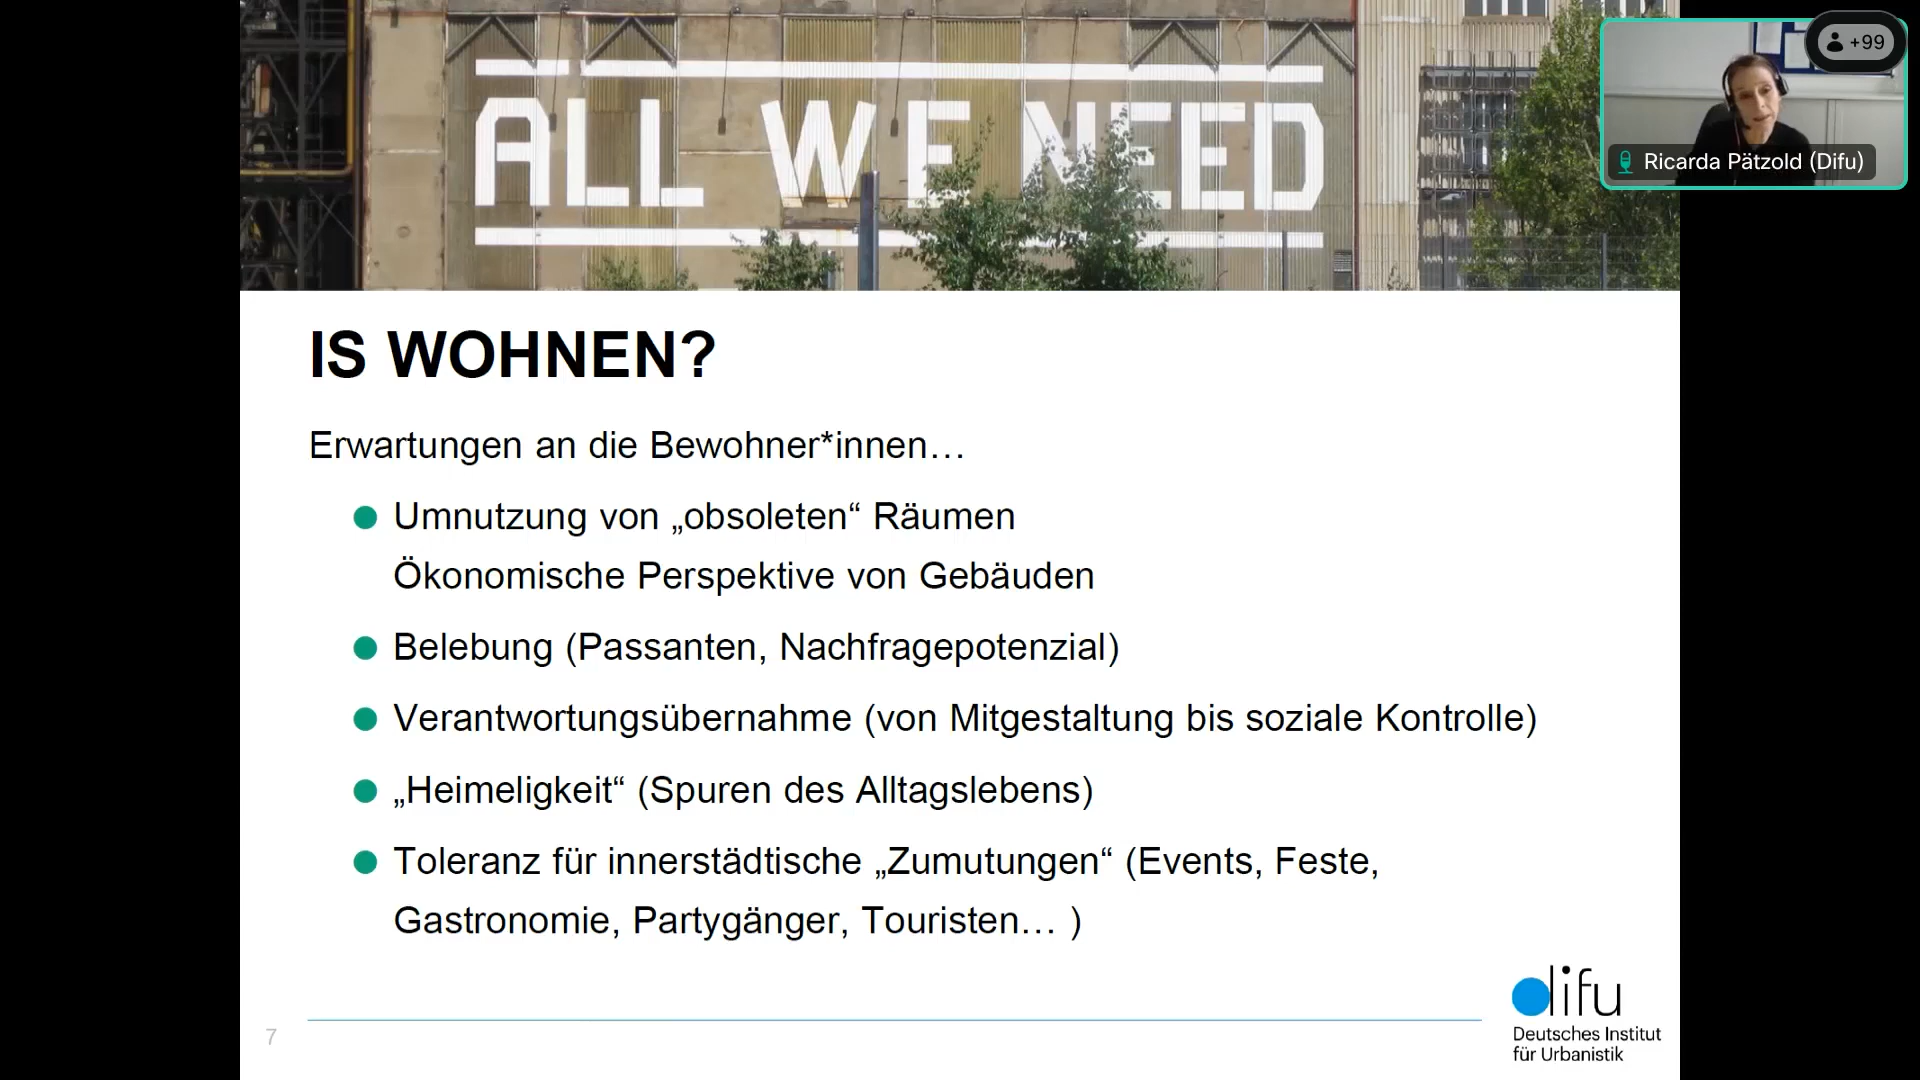 ALL WE NEED
+99
Ricarda Pätzold (Difu)
IS WOHNEN?
Erwartungen an die Bewohner*innen…
Umnutzung von „obsoleten“ Räumen
Ökonomische Perspektive von Gebäuden
Belebung (Passanten, Nachfragepotenzial)
Verantwortungsübernahme (von Mitgestaltung bis soziale Kontrolle)
„Heimeligkeit“ (Spuren des Alltagslebens)
Toleranz für innerstädtische „Zumutungen“ (Events, Feste,
Gastronomie, Partygänger, Touristen… )
7
difu
Deutsches Institut
für Urbanistik